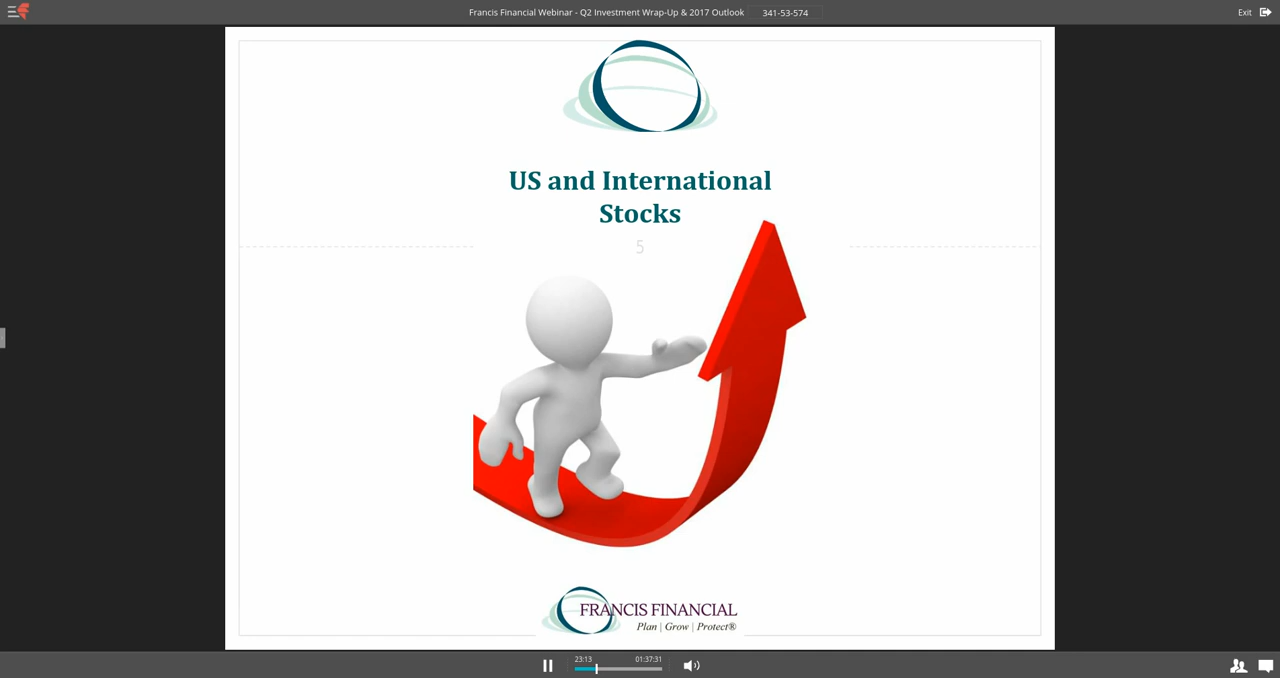 Francis Financial Webinar - Q2 Investment Wrap-Up & 2017 Outlook
341-53-574
Exit
US and International
Stocks
5
FRANCIS FINANCIAL
Plan | Grow | Protect®
23:13
01:37:31